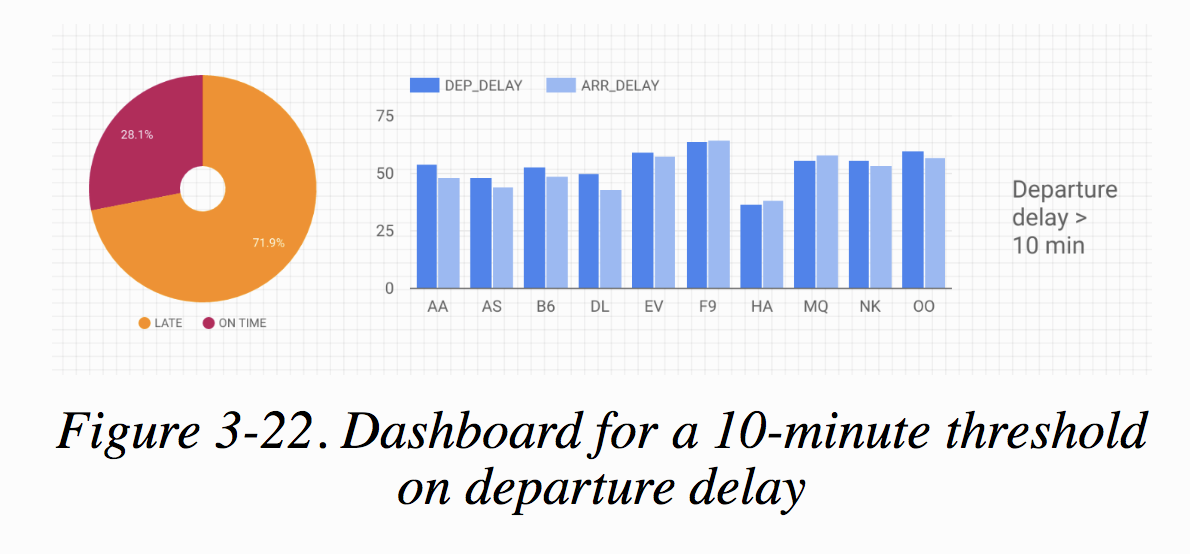 28.1%
71.9%
LATE ON TIME
DEP_DELAY ARR_DELAY
75
50
25
0
AA AS B6 DL EV F9 HA MQ NK OO
Departure
delay >
10 min
Figure 3-22. Dashboard for a 10-minute threshold
on departure delay